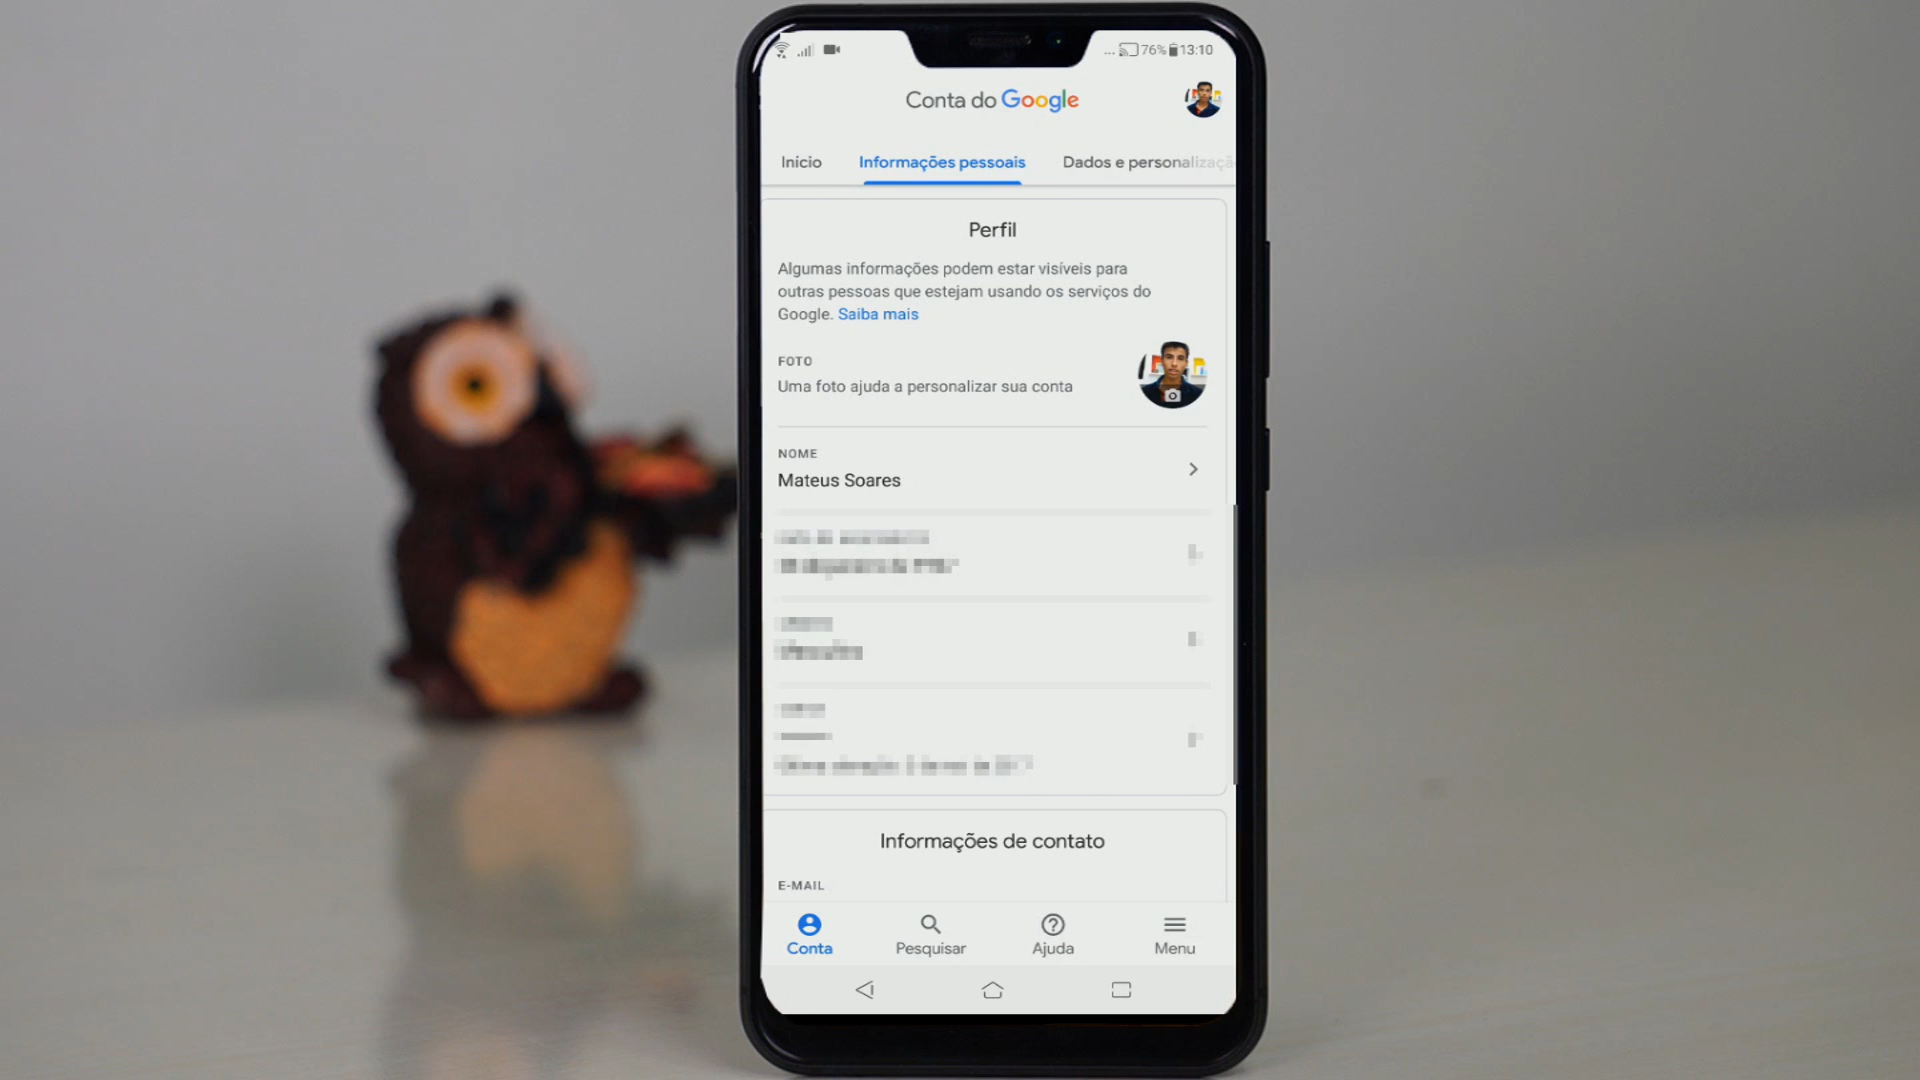 ... 76% 13:10
Conta do Google
Início Informações pessoais Dados e personalizaçã
Perfil
Algumas informações podem estar visíveis para
outras pessoas que estejam usando os serviços do
Google. Saiba mais
FOTO
Uma foto ajuda a personalizar sua conta
NOME
Mateus Soares
Informações de contato
E-MAIL
Conta Pesquisar Ajuda Menu